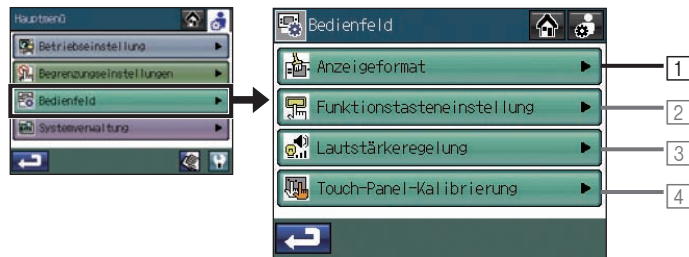 Hauptmenü
Betriebseinstellung
Begrenzungseinstellungen
Bedienfeld
Systemverwaltung
Bedienfeld
Anzeigeformat
1
Funktionstasteneinstellung
2
Lautstärkeregelung
3
Touch-Panel-Kalibrierung
4